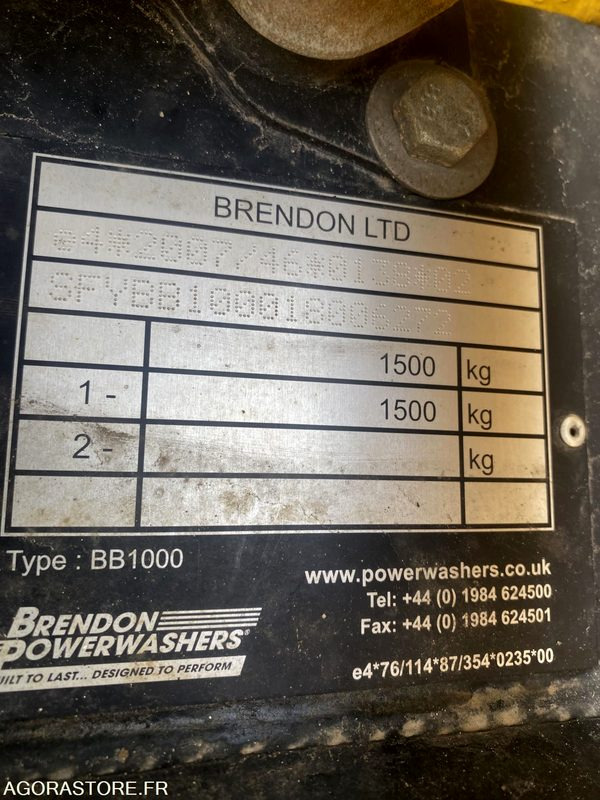 BRENDON LTD
e4*2007/46*0138*02
SFYBB100018006272
1500 kg
1 - 1500 kg
2 - kg
Type : BB1000
www.powerwashers.co.uk
Tel: +44 (0) 1984 624500
Fax: +44 (0) 1984 624501
e4*76/114*87/354*0235*00
BRENDON
POWERWASHERS®
BUILT TO LAST... DESIGNED TO PERFORM
AGORASTORE.FR